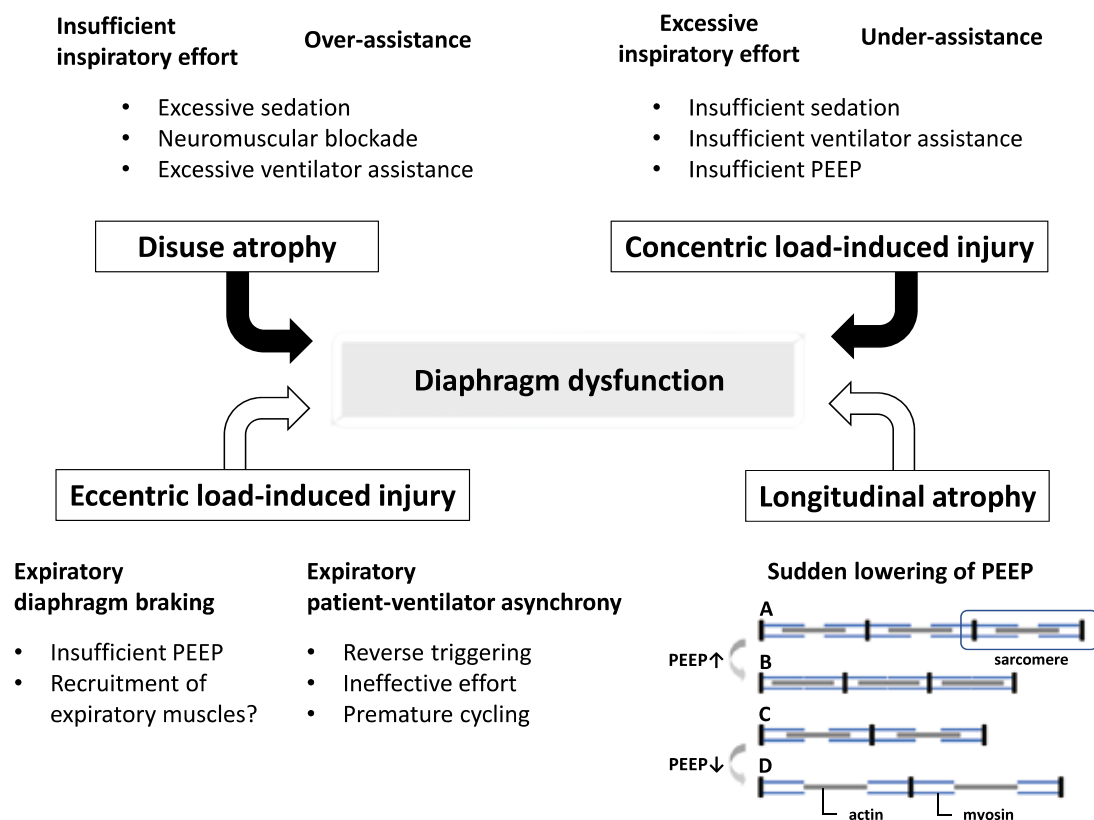 Insufficient
inspiratory effort
Over-assistance
• Excessive sedation
• Neuromuscular blockade
• Excessive ventilator assistance
Excessive
inspiratory effort
Under-assistance
• Insufficient sedation
• Insufficient ventilator assistance
• Insufficient PEEP
Disuse atrophy
Concentric load-induced injury
Diaphragm dysfunction
Eccentric load-induced injury
Longitudinal atrophy
Expiratory
diaphragm braking
• Insufficient PEEP
• Recruitment of
expiratory muscles?
Expiratory
patient-ventilator asynchrony
• Reverse triggering
• Ineffective effort
• Premature cycling
Sudden lowering of PEEP
A
sarcomere
PEEP↑
B
C
PEEP↓
D
actin
myosin